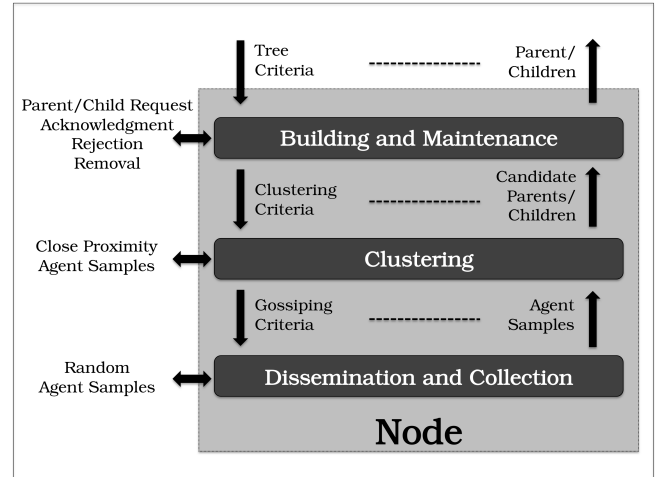 Tree
Criteria
Parent/
Children
Parent/Child Request
Acknowledgment
Rejection
Removal
Building and Maintenance
Clustering
Criteria
Candidate
Parents/
Children
Close Proximity
Agent Samples
Clustering
Gossiping
Criteria
Agent
Samples
Random
Agent Samples
Dissemination and Collection
Node